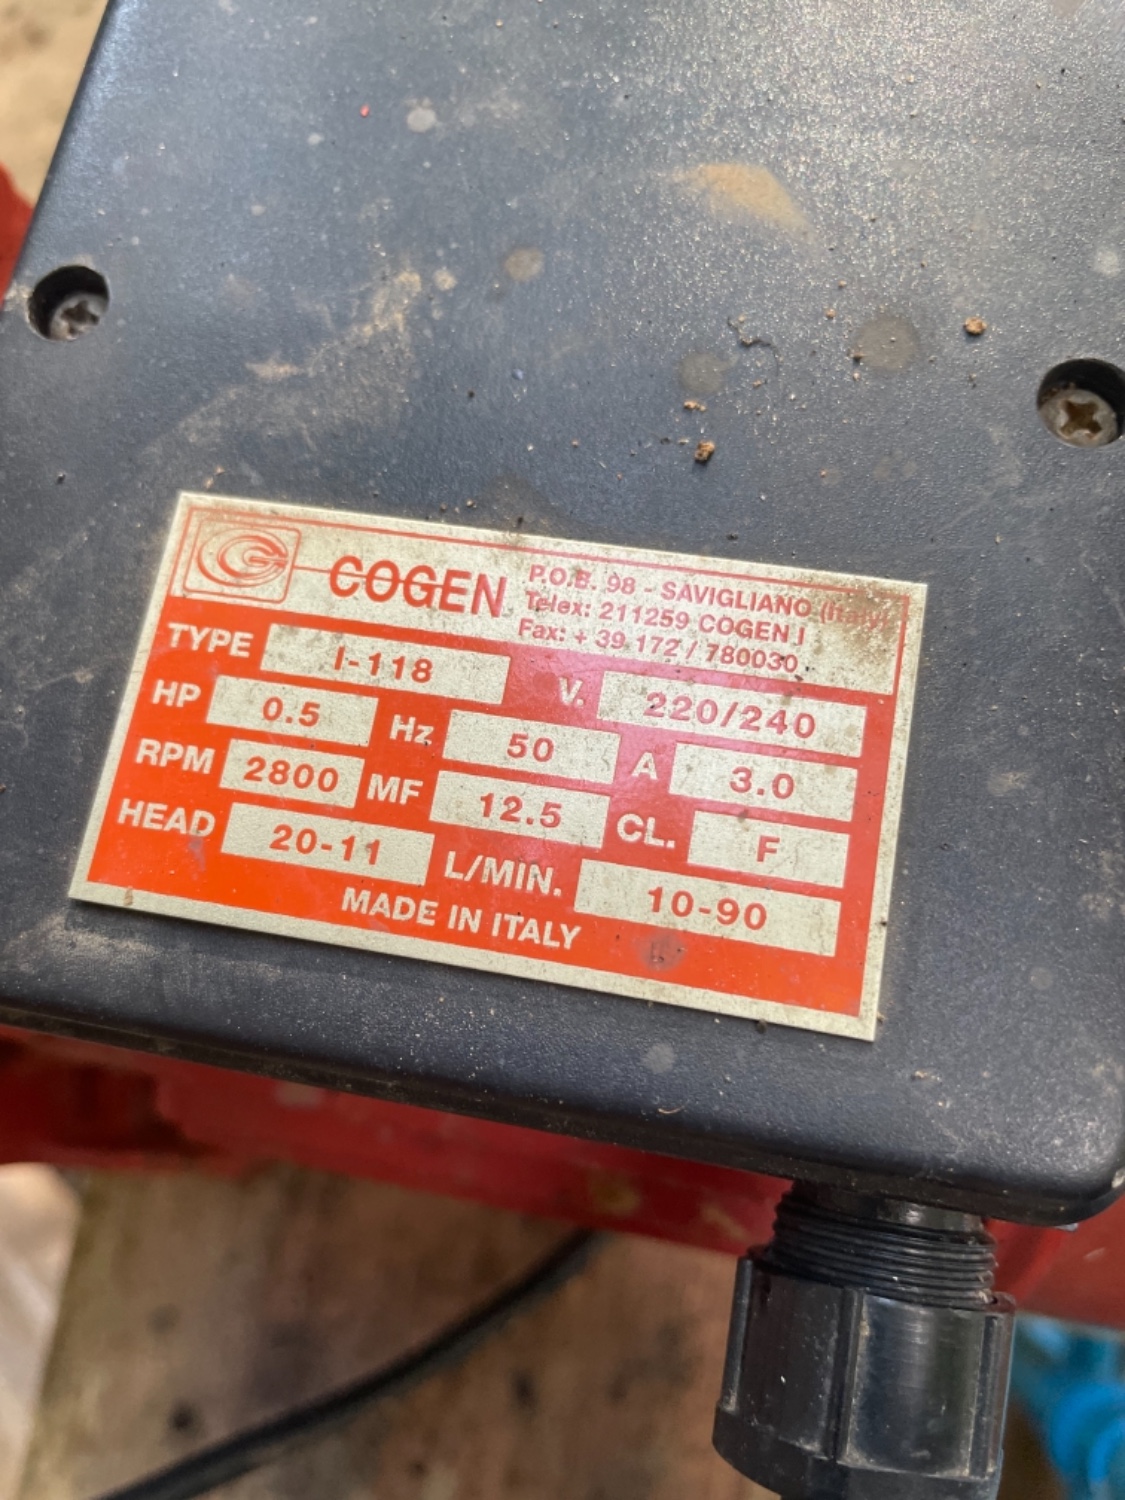 COGEN
P.O.B. 98 - SAVIGLIANO (Italy)
Telex: 211259 COGEN I
Fax: + 39 172 / 780030
TYPE I-118 V. 220/240
HP 0.5 Hz 50 A 3.0
RPM 2800 MF 12.5 CL. F
HEAD 20-11 L/MIN. 10-90
MADE IN ITALY